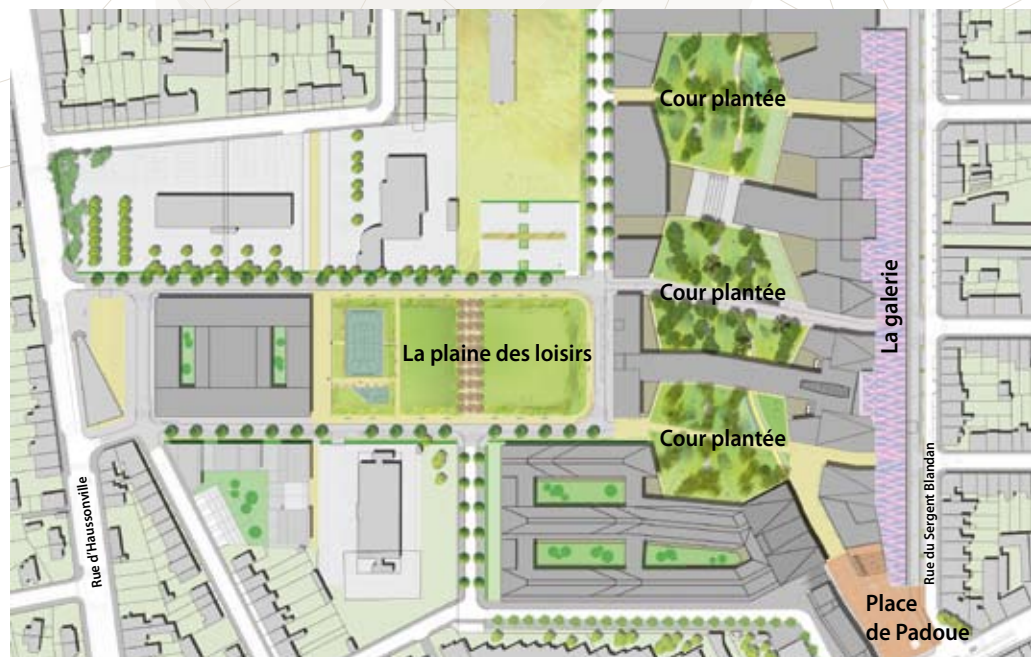 Cour plantée
Cour plantée
La galerie
La plaine des loisirs
Cour plantée
Rue d'Haussonville
Rue du Sergent Blandan
Place
de Padoue